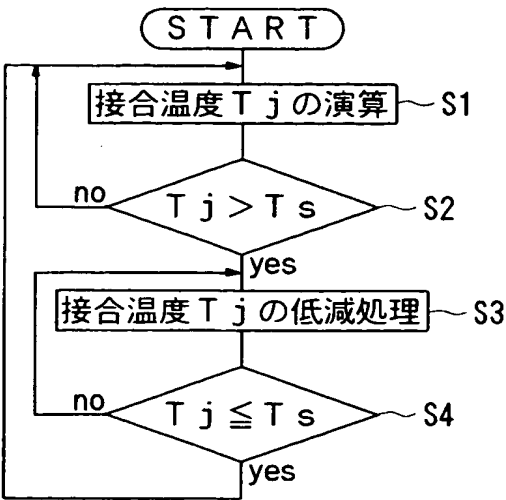 START
接合温度Tjの演算 S1
Tj>Ts S2
no
yes
接合温度Tjの低減処理 S3
Tj≦Ts S4
no
yes